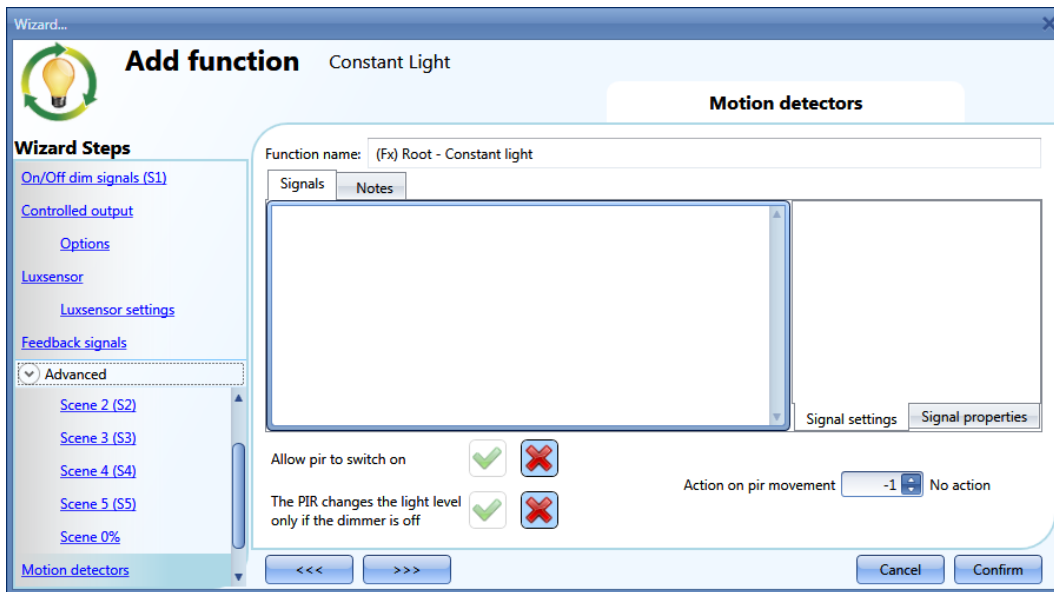 Wizard...
Add function Constant Light
Motion detectors
Wizard Steps
On/Off dim signals (S1)
Controlled output
Options
Luxsensor
Luxsensor settings
Feedback signals
Advanced
Scene 2 (S2)
Scene 3 (S3)
Scene 4 (S4)
Scene 5 (S5)
Scene 0%
Motion detectors
Function name: (Fx) Root - Constant light
Signals Notes
Signal settings Signal properties
Allow pir to switch on
The PIR changes the light level
only if the dimmer is off
Action on pir movement -1 No action
<<< >>> Cancel Confirm